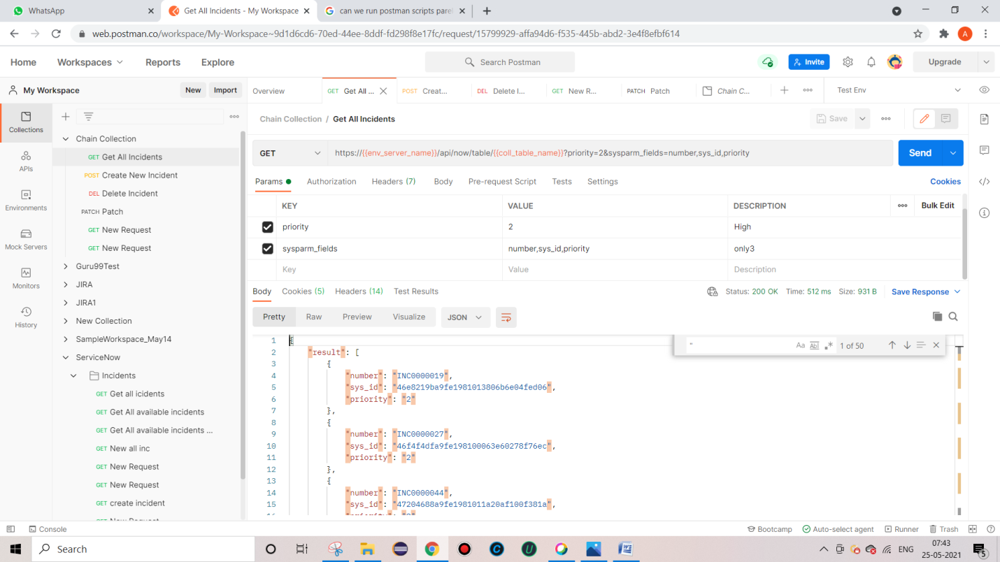 WhatsApp
Get All Incidents - My Workspace
can we run postman scripts parel
web.postman.co/workspace/My-Workspace~9d1d6cd6-70ed-44ee-8ddf-fd298f8e17fc/request/15799929-affa94d6-f535-445b-abd2-3e4f8efbf614
A
Home
Workspaces
Reports
Explore
Search Postman
Invite
Upgrade
My Workspace
New
Import
Overview
GET Get All ...
POST Creat...
DEL Delete I...
GET New R...
PATCH Patch
Chain C...
Test Env
Collections
APIs
Environments
Mock Servers
Monitors
History
Chain Collection
GET Get All Incidents
POST Create New Incident
DEL Delete Incident
PATCH Patch
GET New Request
GET New Request
Guru99Test
JIRA
JIRA1
New Collection
SampleWorkspace_May14
ServiceNow
Incidents
GET Get all icidents
GET Get All available incidents
GET Get All available incidents ...
GET New all inc
GET New Request
GET New Request
GET create incident
GET New Request
Chain Collection / Get All Incidents
Save
GET
https://{{env_server_name}}/api/now/table/{{coll_table_name}}?priority=2&sysparm_fields=number,sys_id,priority
Send
Params
Authorization
Headers (7)
Body
Pre-request Script
Tests
Settings
Cookies
KEY VALUE DESCRIPTION
Bulk Edit
priority 2 High
sysparm_fields number,sys_id,priority only3
Key Value Description
Body
Cookies (5)
Headers (14)
Test Results
Status: 200 OK
Time: 512 ms
Size: 931 B
Save Response
Pretty
Raw
Preview
Visualize
JSON
"
Aa Abl .*
1 of 50
1 {
2 "result": [
3 {
4 "number": "INC0000019",
5 "sys_id": "46e8219ba9fe1981013806b6e04fed06",
6 "priority": "2"
7 },
8 {
9 "number": "INC0000027",
10 "sys_id": "46f4f4dfa9fe198100063e60278f76ec",
11 "priority": "2"
12 },
13 {
14 "number": "INC0000044",
15 "sys_id": "47204688a9fe1981011a20af100f381a",
16 "priority": "2"
Console
Bootcamp
Auto-select agent
Runner
Trash
Search
ENG
07:43
25-05-2021
5